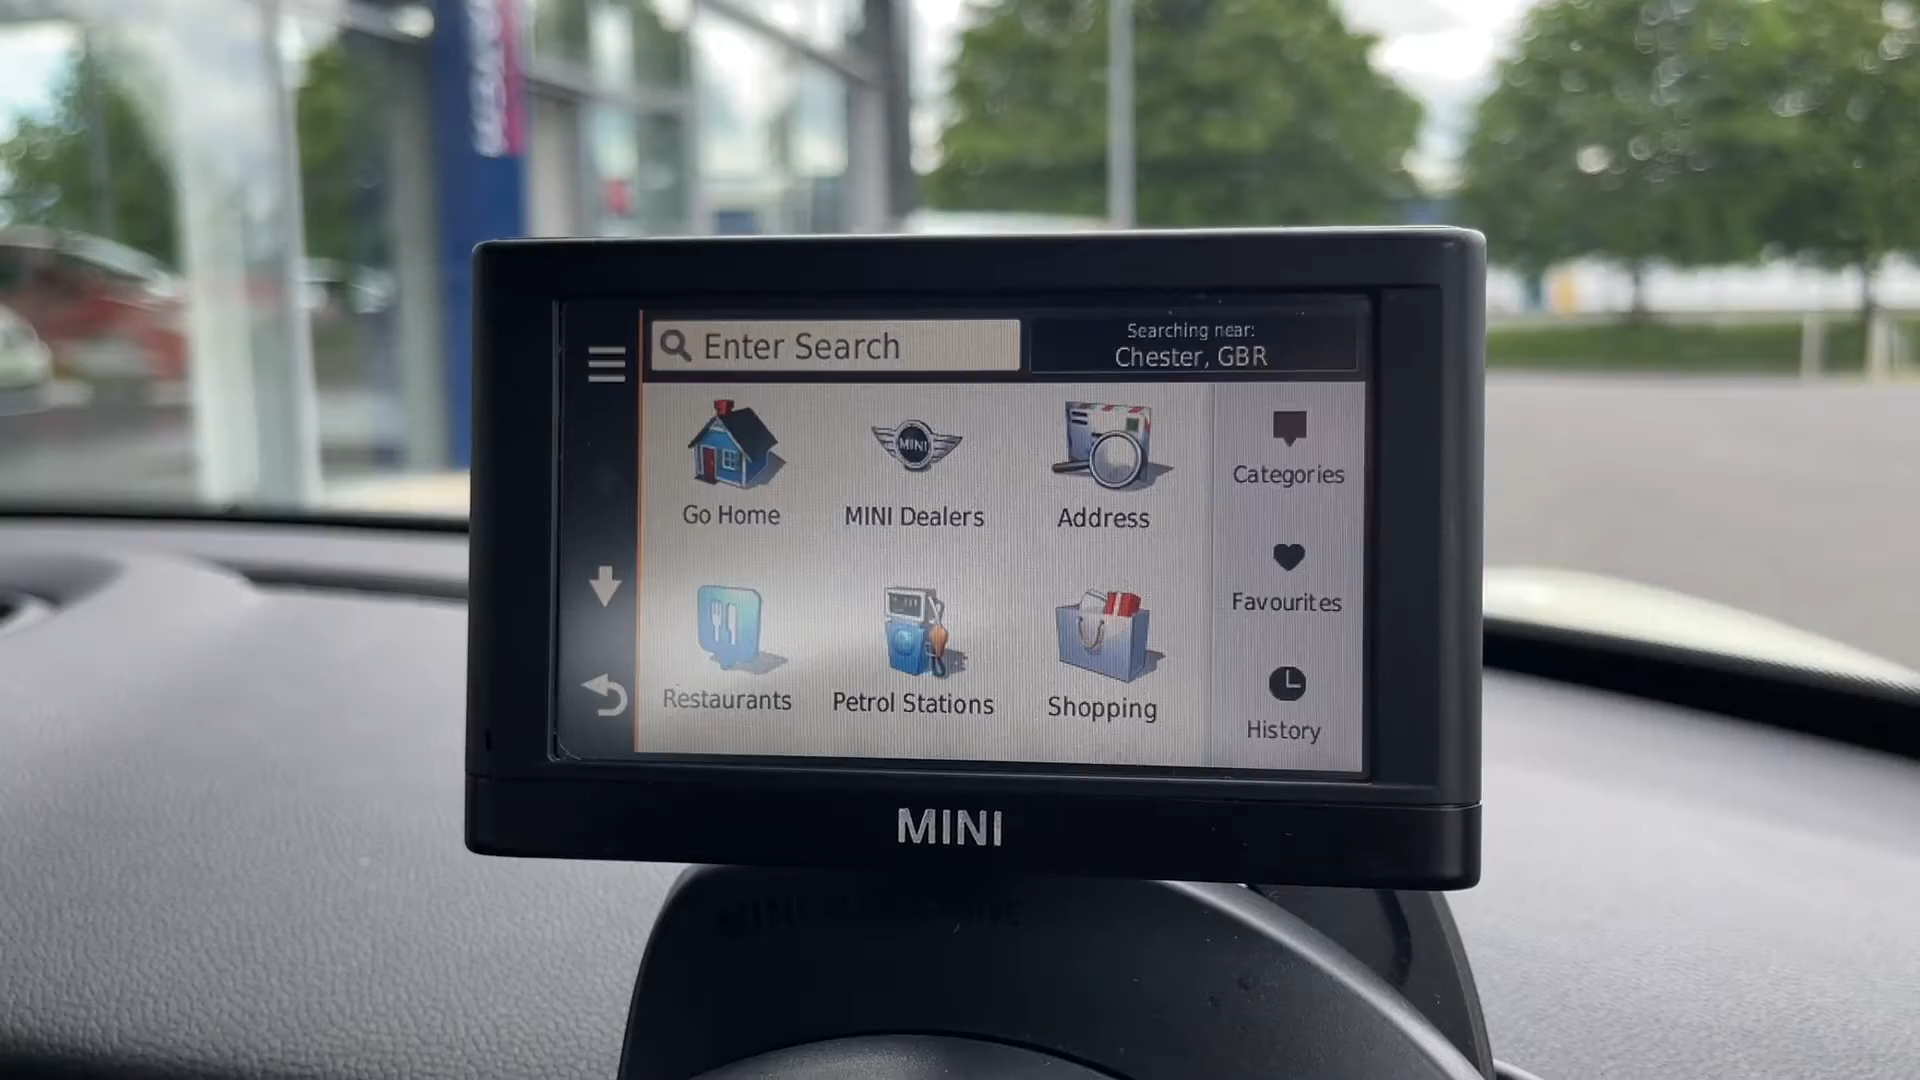 Enter Search
Searching near:
Chester, GBR
Go Home
MINI
MINI Dealers
Address
Categories
Favourites
Restaurants
Petrol Stations
Shopping
History
MINI